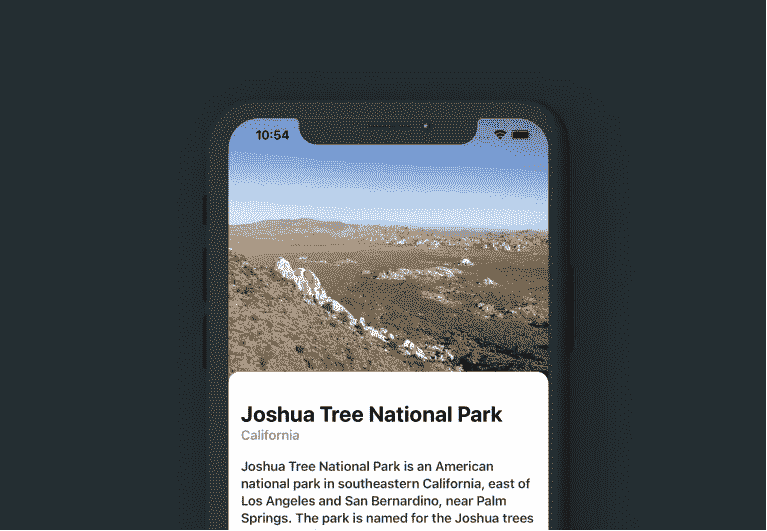 10:54
Joshua Tree National Park
California
Joshua Tree National Park is an American
national park in southeastern California, east of
Los Angeles and San Bernardino, near Palm
Springs. The park is named for the Joshua trees